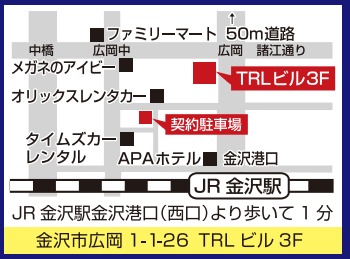 ↑
ファミリーマート 50m道路
中橋 広岡中 広岡 諸江通り
メガネのアイビー
TRLビル3F
オリックスレンタカー
契約駐車場
タイムズカー
レンタル
APAホテル 金沢港口
JR 金沢駅
JR 金沢駅金沢港口(西口)より歩いて1分
金沢市広岡 1-1-26 TRL ビル 3F